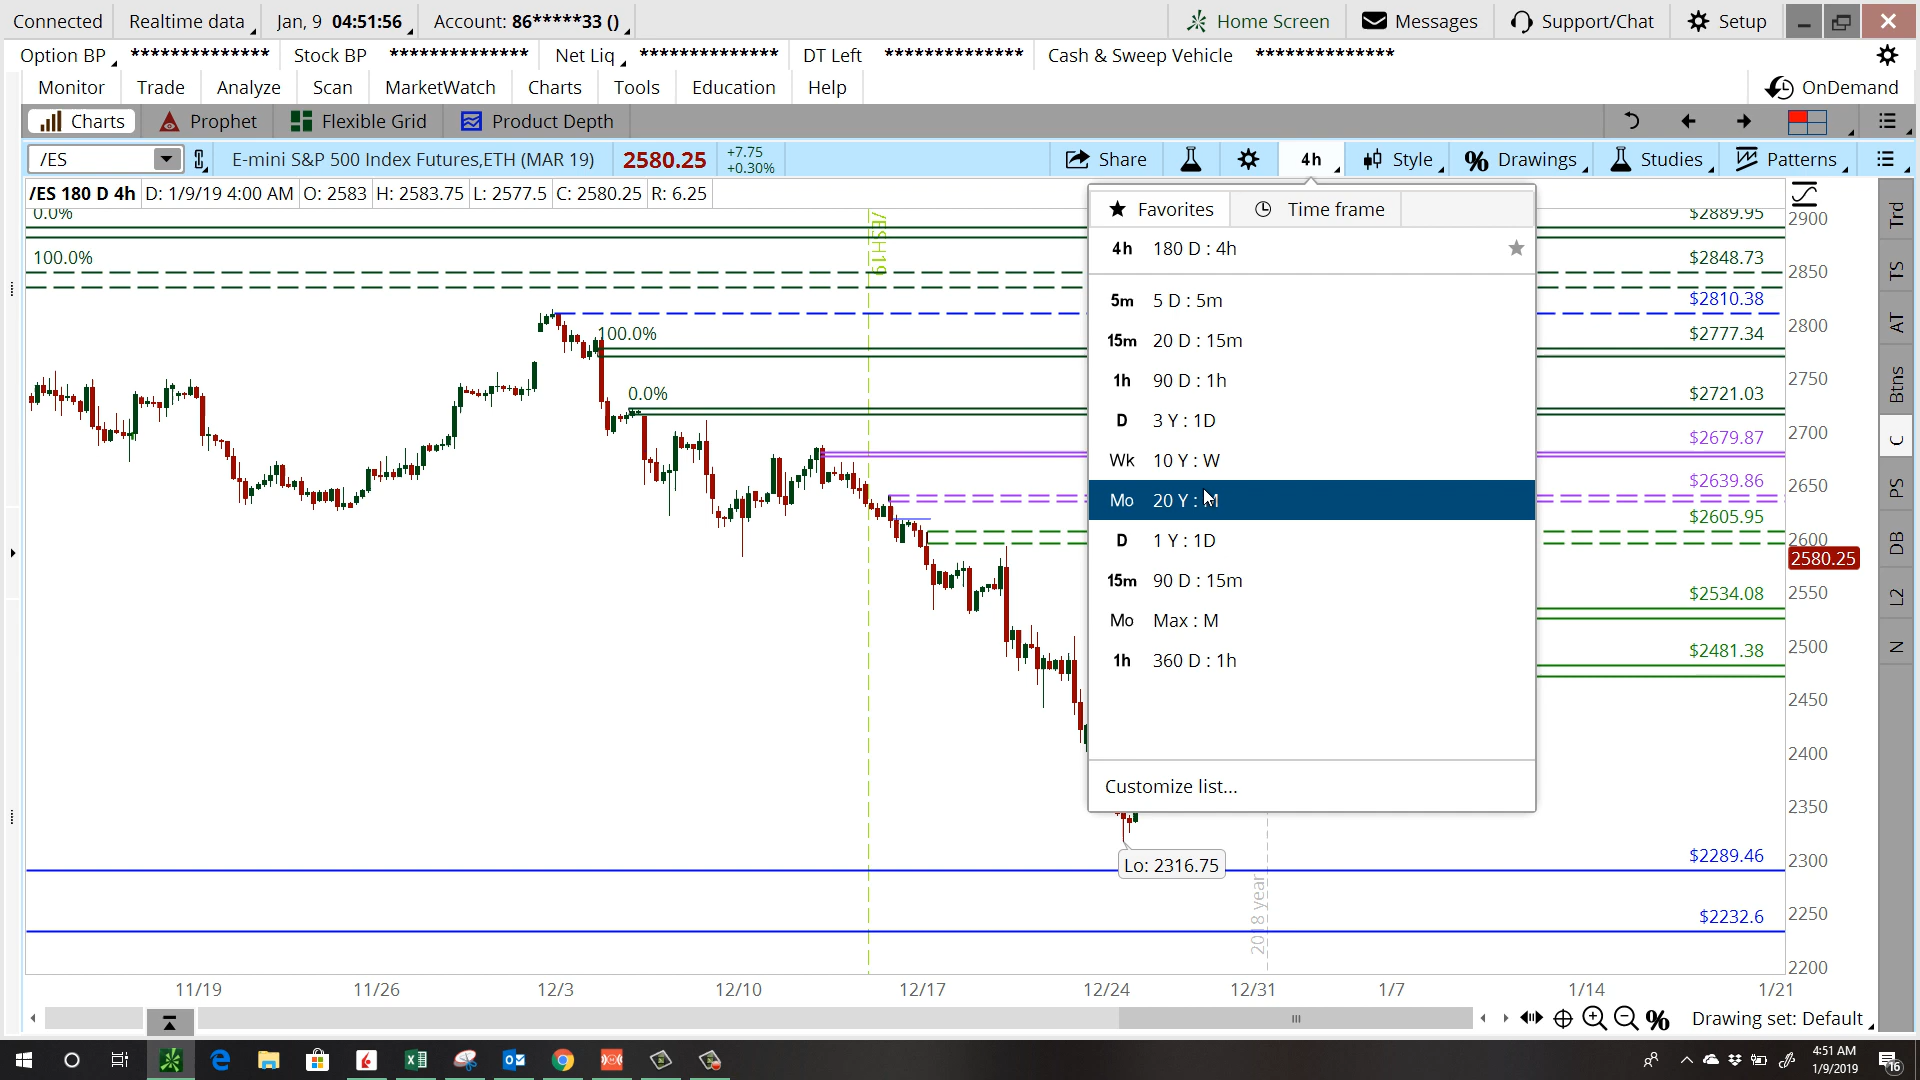 Connected Realtime data Jan, 9 04:51:56 Account: 86*****33 () Home Screen Messages Support/Chat Setup
Option BP ************** Stock BP ************** Net Liq ************** DT Left ************** Cash & Sweep Vehicle **************
Monitor Trade Analyze Scan MarketWatch Charts Tools Education Help OnDemand
Charts Prophet Flexible Grid Product Depth
/ES E-mini S&P 500 Index Futures,ETH (MAR 19) 2580.25 +7.75 +0.30% Share 4h Style Drawings Studies Patterns
/ES 180 D 4h D: 1/9/19 4:00 AM O: 2583 H: 2583.75 L: 2577.5 C: 2580.25 R: 6.25
Favorites Time frame
4h 180 D : 4h
5m 5 D : 5m
15m 20 D : 15m
1h 90 D : 1h
D 3 Y : 1D
Wk 10 Y : W
Mo 20 Y : M
D 1 Y : 1D
15m 90 D : 15m
Mo Max : M
1h 360 D : 1h
Customize list...
0.0%
100.0%
100.0%
0.0%
/ESH19
2018 year
Lo: 2316.75
$2889.95
$2848.73
$2810.38
$2777.34
$2721.03
$2679.87
$2639.86
$2605.95
$2534.08
$2481.38
$2289.46
$2232.6
2900
2850
2800
2750
2700
2650
2600
2580.25
2550
2500
2450
2400
2350
2300
2250
2200
Trd
TS
AT
Btns
C
PS
DB
L2
N
11/19 11/26 12/3 12/10 12/17 12/24 12/31 1/7 1/14 1/21
Drawing set: Default
4:51 AM
1/9/2019
16